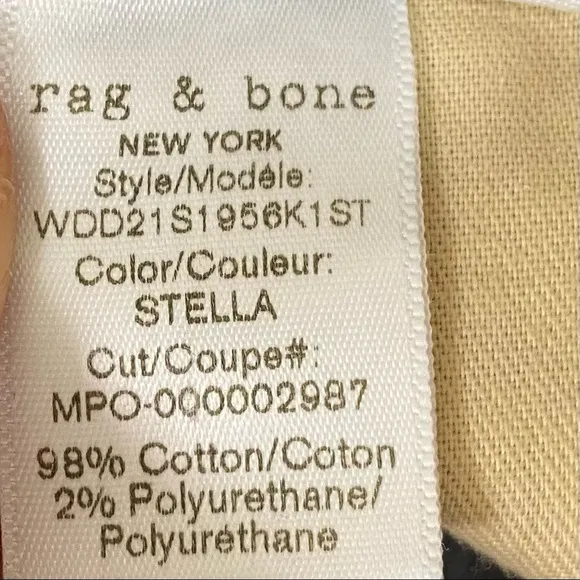 rag & bone
NEW YORK
Style/Modéle:
WDD21S1956K1ST
Color/Couleur:
STELLA
Cut/Coupe#:
MPO-000002987
98% Cotton/Coton
2% Polyurethane/
Polyuréthane